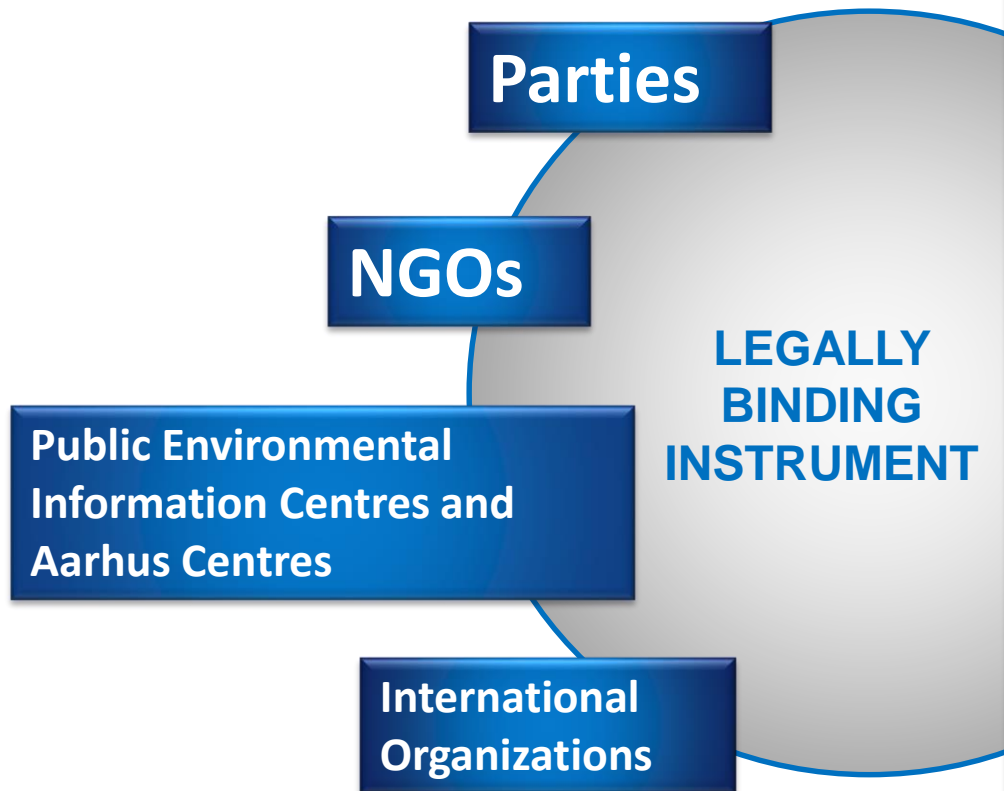 Parties
NGOs
LEGALLY
BINDING
INSTRUMENT
Public Environmental
Information Centres and
Aarhus Centres
International
Organizations